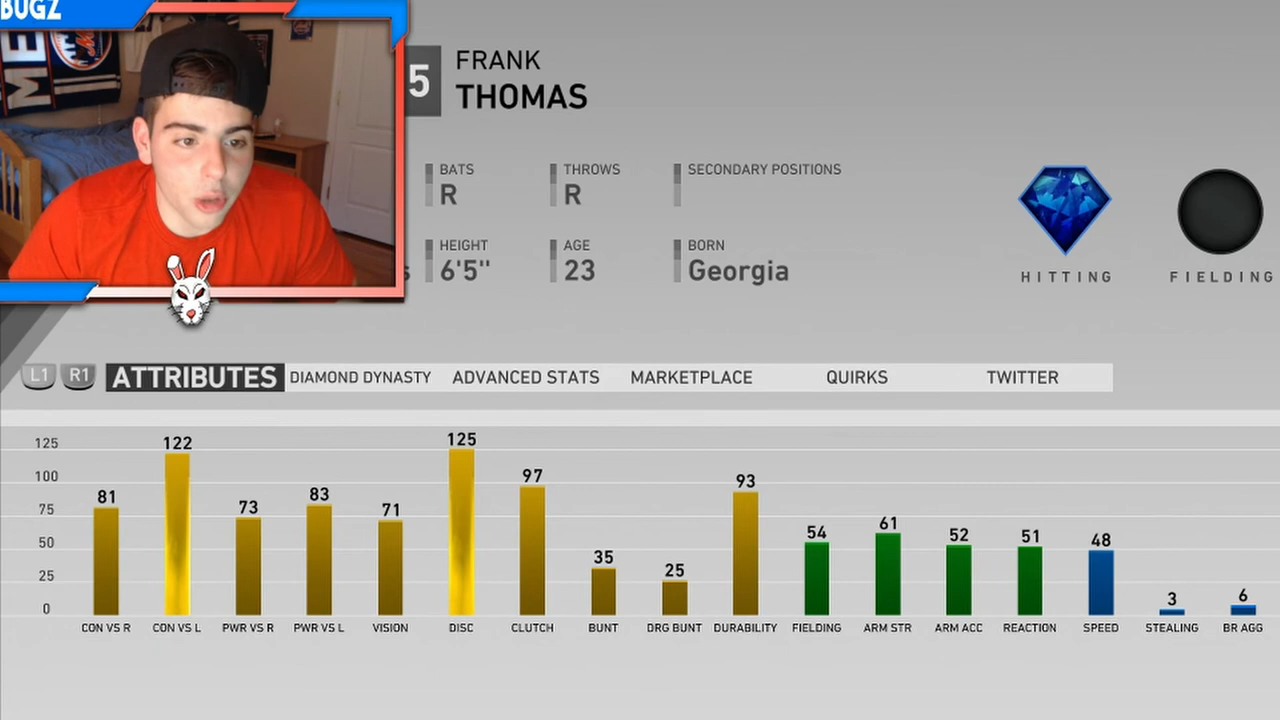 BUGZ
ME
5
FRANK
THOMAS
BATS
R
THROWS
R
SECONDARY POSITIONS
s
HEIGHT
6'5"
AGE
23
BORN
Georgia
HITTING
FIELDING
L1 R1 ATTRIBUTES DIAMOND DYNASTY ADVANCED STATS MARKETPLACE QUIRKS TWITTER
125
100
75
50
25
0
81 122 73 83 71 125 97 35 25 93 54 61 52 51 48 3 6
CON VS R CON VS L PWR VS R PWR VS L VISION DISC CLUTCH BUNT DRG BUNT DURABILITY FIELDING ARM STR ARM ACC REACTION SPEED STEALING BR AGG